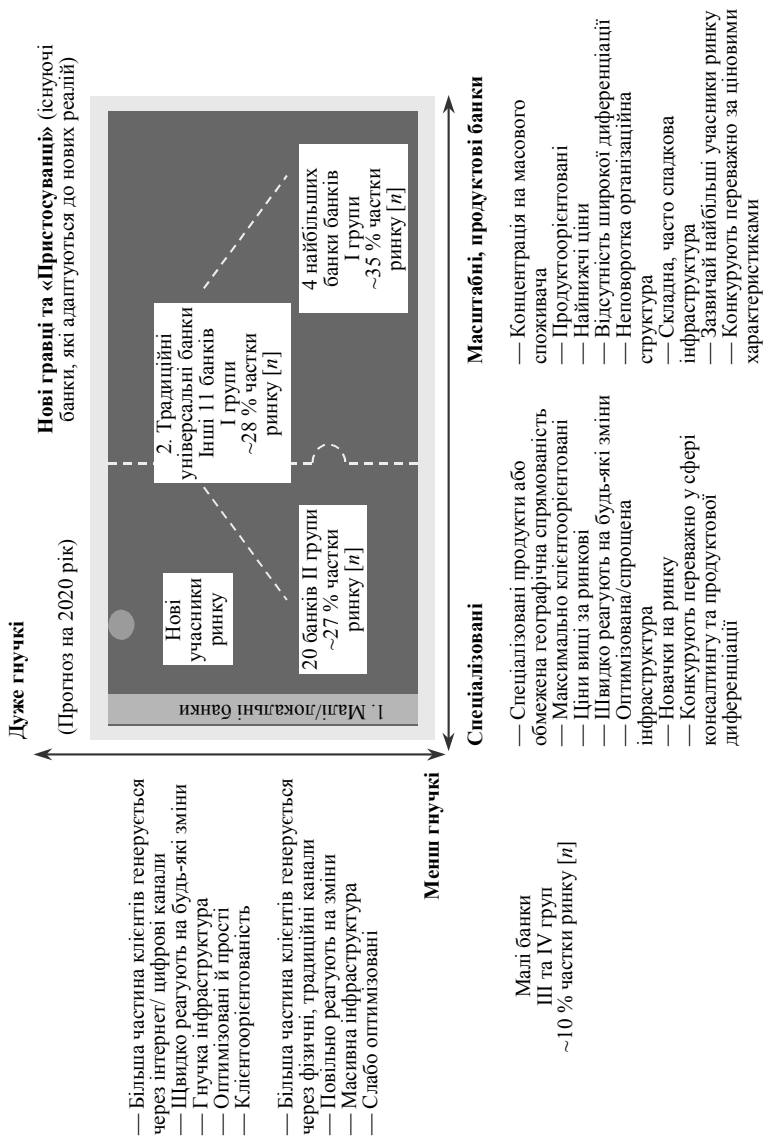 Дуже гнучкі
(Прогноз на 2020 рік)
Нові гравці та «Пристосуванці» (існуючі
банки, які адаптуються до нових реалій)
— Більша частина клієнтів генерується
через інтернет/ цифрові канали
— Щвидко реагують на будь-які зміни
— Гнучка інфраструктура
— Оптимізовані й прості
— Клієнтоорієнтованість
— Більша частина клієнтів генерується
через фізичні, традиційні канали
— Повільно реагують на зміни
— Масивна інфраструктура
— Слабо оптимізовані
Менш гнучкі
1. Малі/локальні банки
Нові
учасники
ринку
20 банків ІІ групи
~27 % частки
ринку [n]
2. Традиційні
універсальні банки
Інші 11 банків
І групи
~28 % частки
ринку [n]
4 найбільших
банки банків
І групи
~35 % частки
ринку [n]
Малі банки
ІІІ та IV груп
~10 % частки ринку [n]
Спеціалізовані
— Спеціалізовані продукти або
обмежена географічна спрямованість
— Максимально клієнтоорієнтовані
— Ціни вищі за ринкові
— Швидко реагують на будь-які зміни
— Оптимізована/спрощена
інфраструктура
— Новачки на ринку
— Конкурують переважно у сфері
консалтингу та продуктової
диференціації
Масштабні, продуктові банки
— Концентрація на масового
споживача
— Продуктоорієнтовані
— Найнижчі ціни
— Відсутність широкої диференціації
— Неповоротка організаційна
структура
— Складна, часто спадкова
інфраструктура
— Зазвичай найбільші учасники ринку
— Конкурують переважно за ціновими
характеристиками